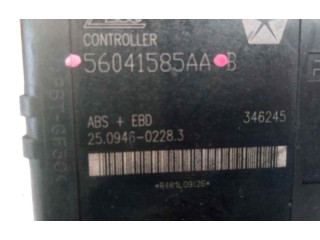 CONTROLLER
56041585AA B
ABS + EBD 346245
25.0946-0228.3